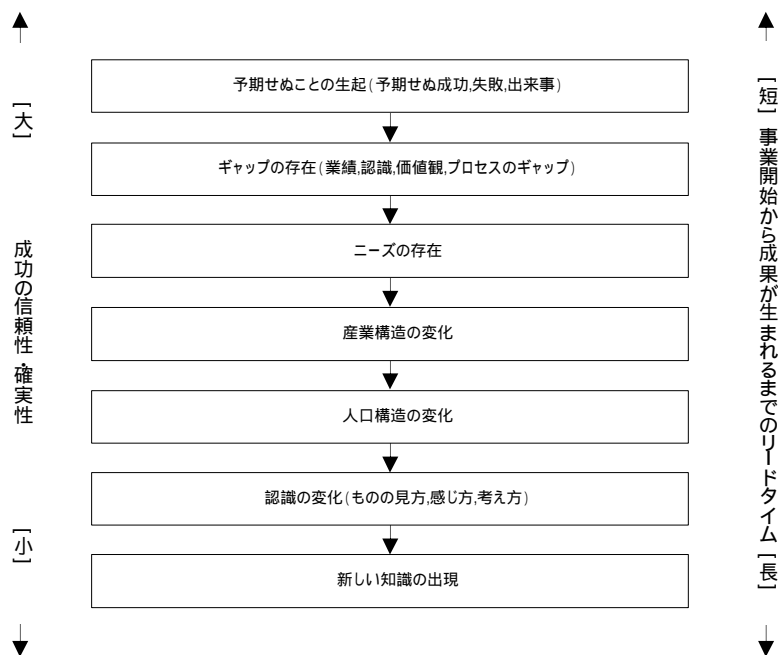 予期せぬことの生起(予期せぬ成功,失敗,出来事)
ギャップの存在(業績,認識,価値観,プロセスのギャップ)
ニーズの存在
産業構造の変化
人口構造の変化
認識の変化(ものの見方,感じ方,考え方)
新しい知識の出現
[大] 成功の信頼性・確実性 [小]
[短] 事業開始から成果が生まれるまでのリードタイム [長]